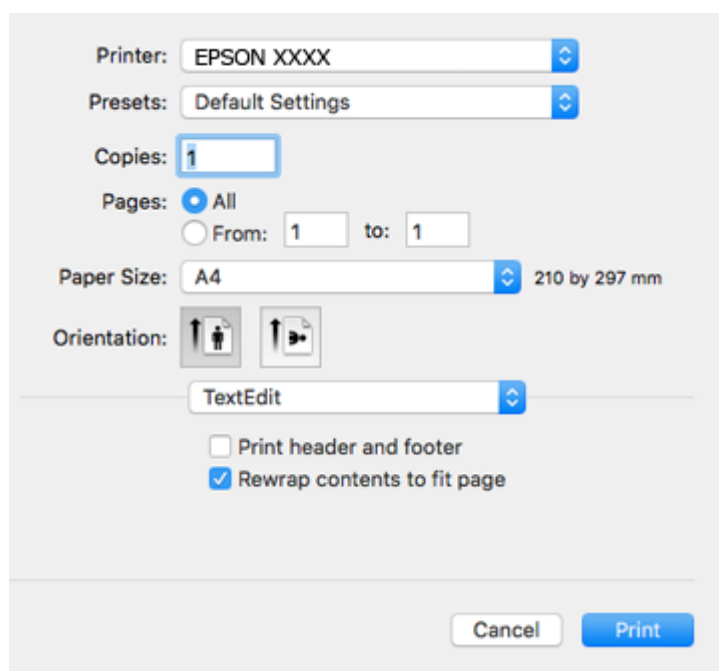 Printer: EPSON XXXX
Presets: Default Settings
Copies: 1
Pages: All
From: 1 to: 1
Paper Size: A4 210 by 297 mm
Orientation:
TextEdit
Print header and footer
Rewrap contents to fit page
Cancel Print